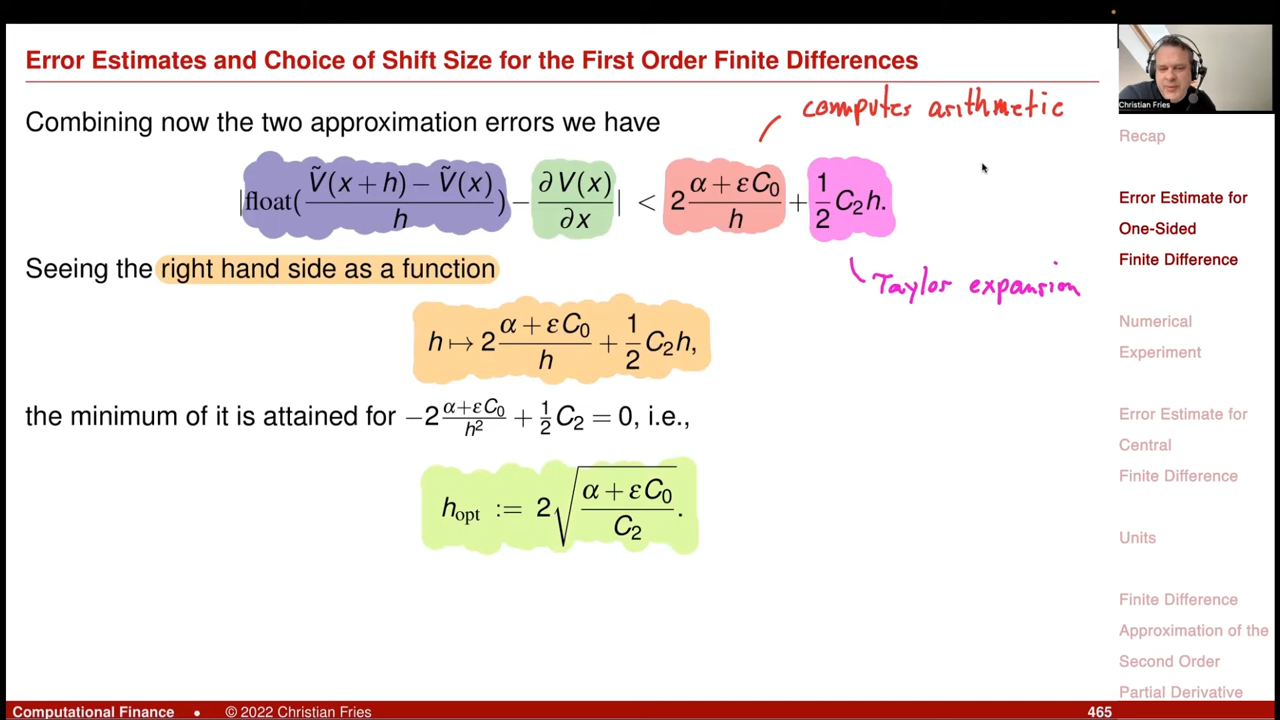 Error Estimates and Choice of Shift Size for the First Order Finite Differences
Christian Fries
computes arithmetic
Combining now the two approximation errors we have
|float( (Ṽ(x + h) − Ṽ(x)) / h ) − ∂V(x) / ∂x | < 2 (α + εC₀) / h + 1/2 C₂h.
Seeing the right hand side as a function
Taylor expansion
h ↦ 2 (α + εC₀) / h + 1/2 C₂h,
the minimum of it is attained for −2 (α+εC₀) / h² + 1/2 C₂ = 0, i.e.,
h_opt := 2 √((α + εC₀) / C₂).
Recap
Error Estimate for
One-Sided
Finite Difference
Numerical
Experiment
Error Estimate for
Central
Finite Difference
Units
Finite Difference
Approximation of the
Second Order
Partial Derivative
Computational Finance • © 2022 Christian Fries 465